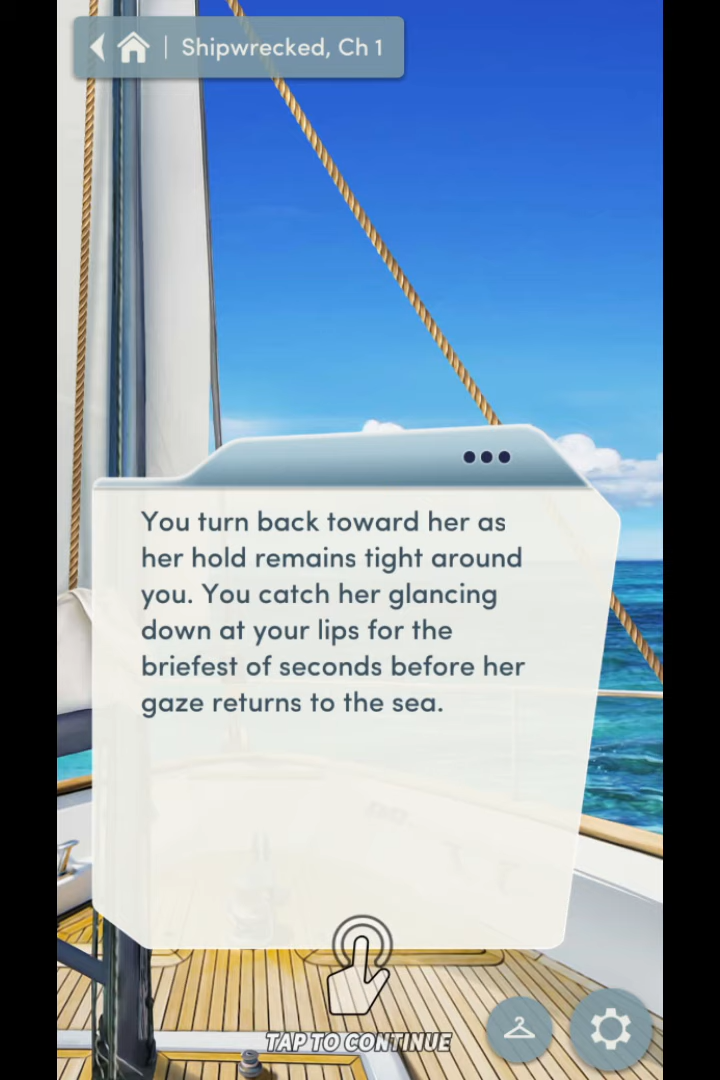 Shipwrecked, Ch 1
You turn back toward her as
her hold remains tight around
you. You catch her glancing
down at your lips for the
briefest of seconds before her
gaze returns to the sea.
TAP TO CONTINUE